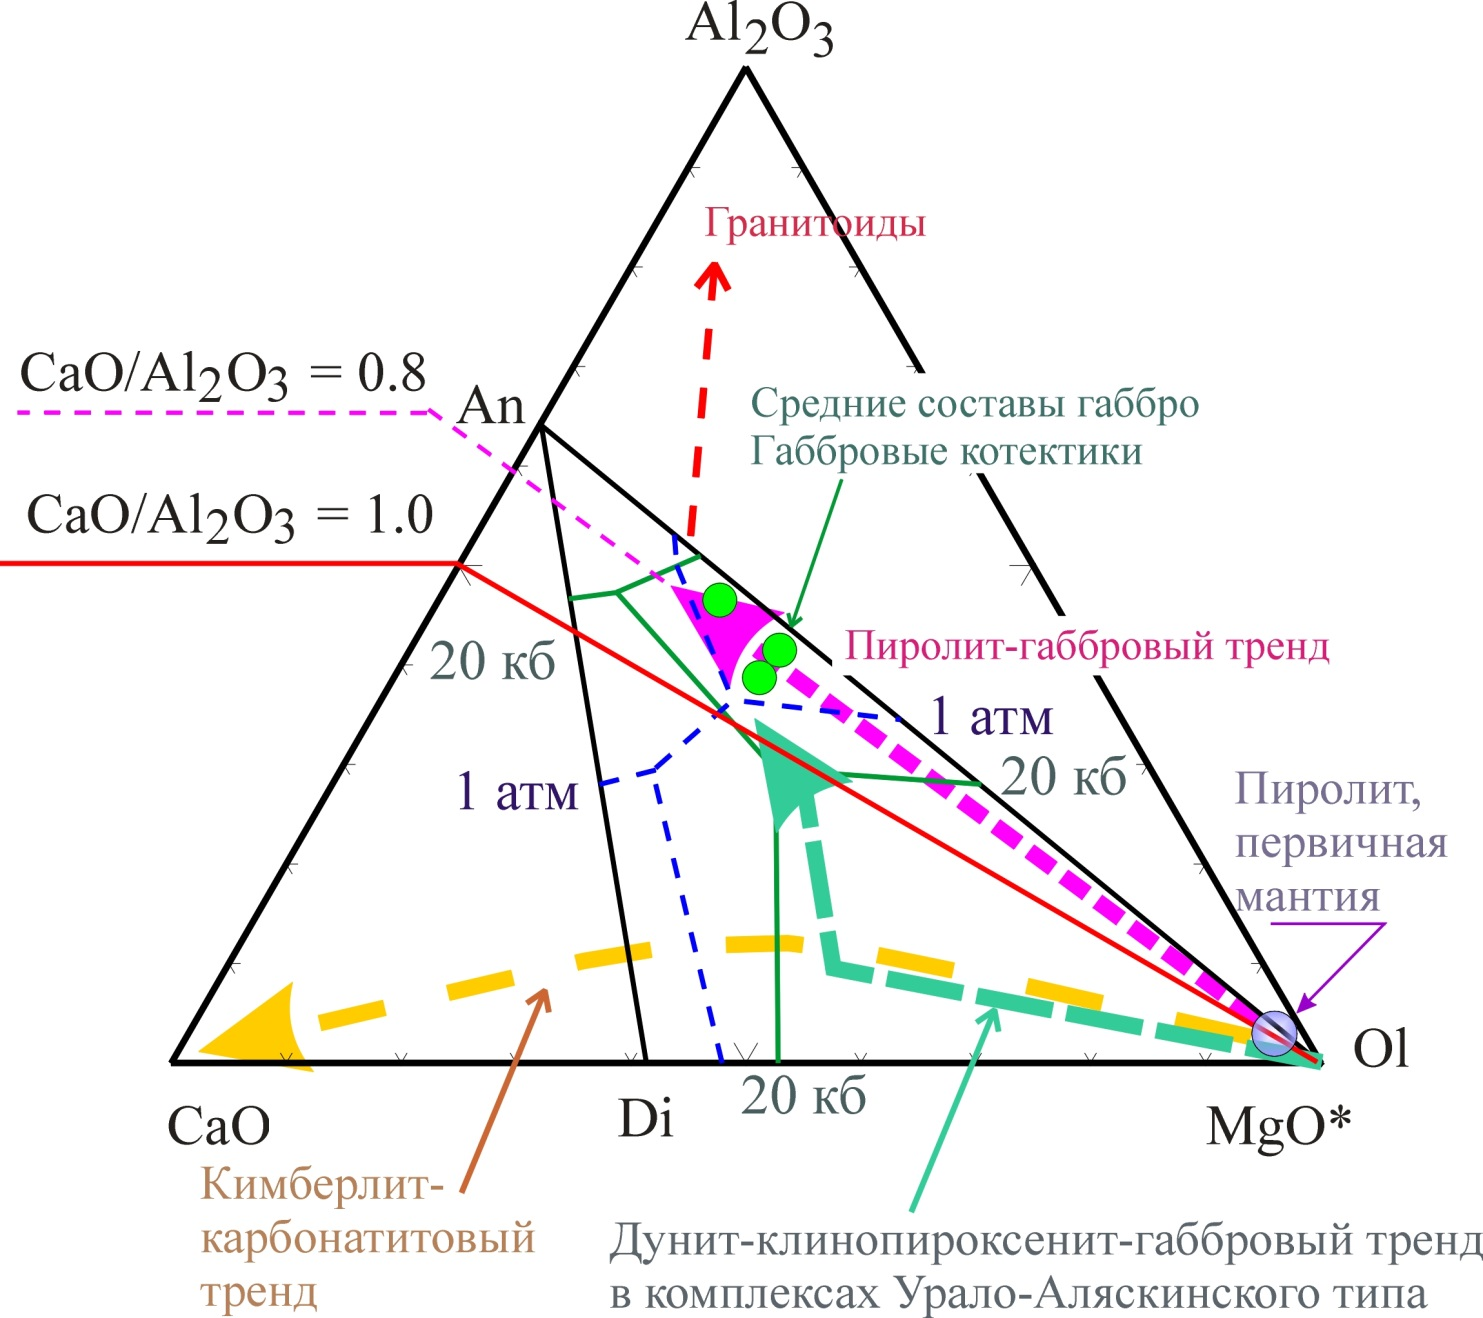 Al2O3
Гранитоиды
CaO/Al2O3 = 0.8
An
Средние составы габбро
Габбровые котектики
CaO/Al2O3 = 1.0
20 кб
Пиролит-габбровый тренд
1 атм
20 кб
1 атм
Пиролит,
первичная
мантия
Ol
CaO
Di
20 кб
MgO*
Кимберлит-
карбонатитовый
тренд
Дунит-клинопироксенит-габбровый тренд
в комплексах Урало-Аляскинского типа